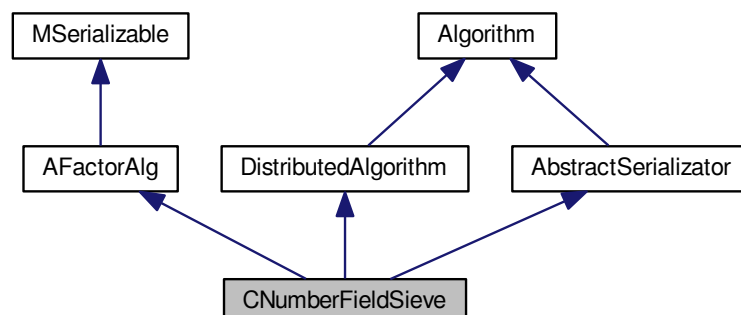 MSerializable
Algorithm
AFactorAlg
DistributedAlgorithm
AbstractSerializator
CNumberFieldSieve